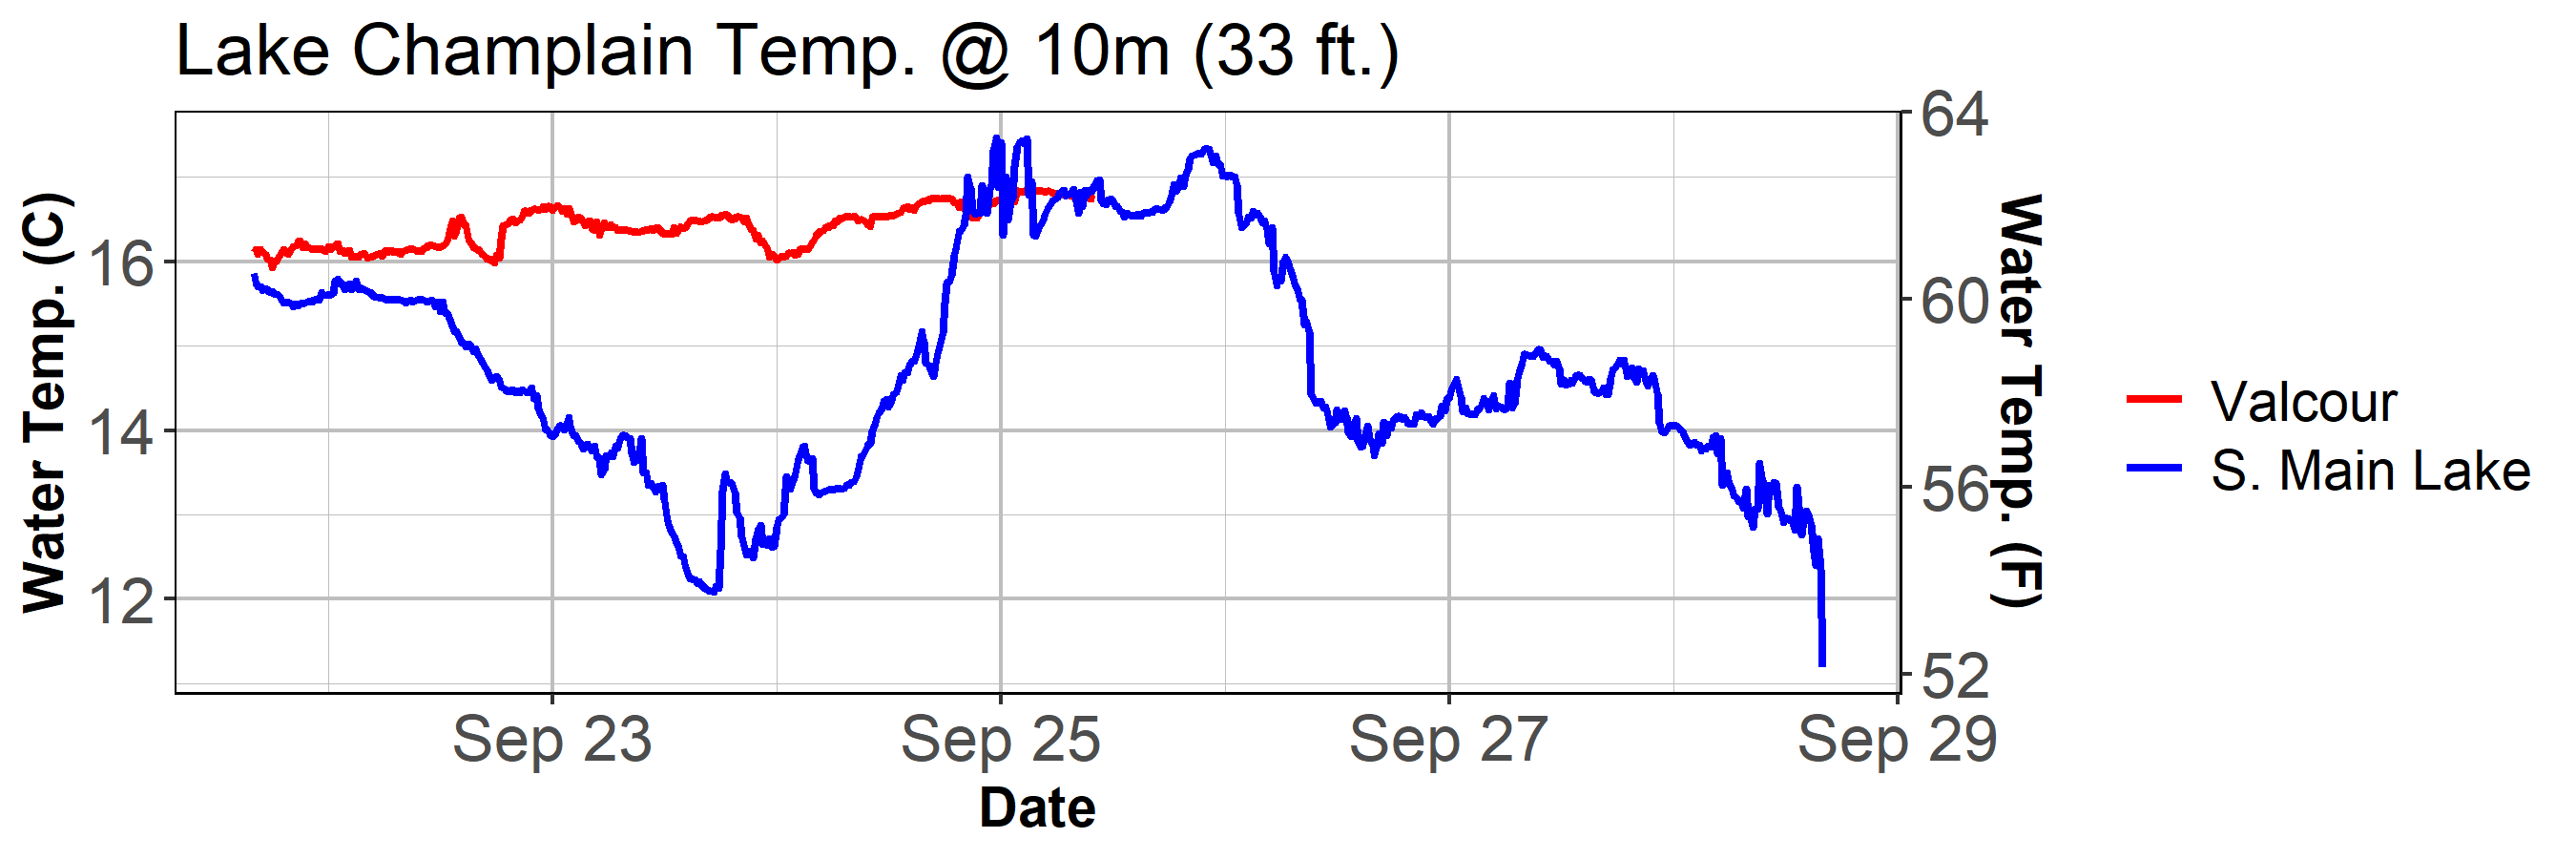 Lake Champlain Temp. @ 10m (33 ft.)
Water Temp. (C)
16
14
12
64
60
56
52
Water Temp. (F)
Sep 23
Sep 25
Sep 27
Sep 29
Date
Valcour
S. Main Lake